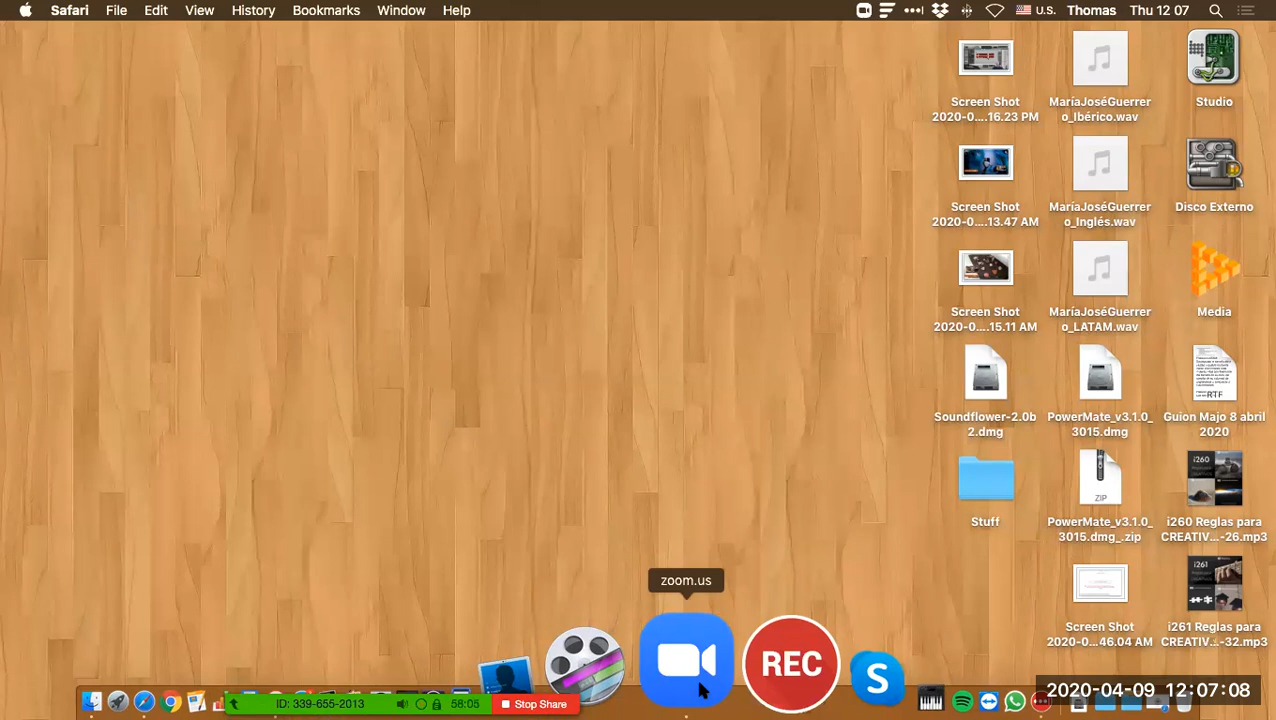 Safari File Edit View History Bookmarks Window Help U.S. Thomas Thu 12 07
Screen Shot
2020-0....16.23 PM
MaríaJoséGuerrer
o_Ibérico.wav
Studio
Screen Shot
2020-0....13.47 AM
MaríaJoséGuerrer
o_Inglés.wav
Disco Externo
Screen Shot
2020-0....15.11 AM
MaríaJoséGuerrer
o_LATAM.wav
Media
Soundflower-2.0b
2.dmg
PowerMate_v3.1.0_
3015.dmg
RTF
Guion Majo 8 abril
2020
Stuff
ZIP
PowerMate_v3.1.0_
3015.dmg_.zip
i260
i260 Reglas para
CREATIV...-26.mp3
Screen Shot
2020-0....46.04 AM
i261
i261 Reglas para
CREATIV...-32.mp3
zoom.us
REC
ID: 339-655-2013 58:05 Stop Share
2020-04-09 12:07:08